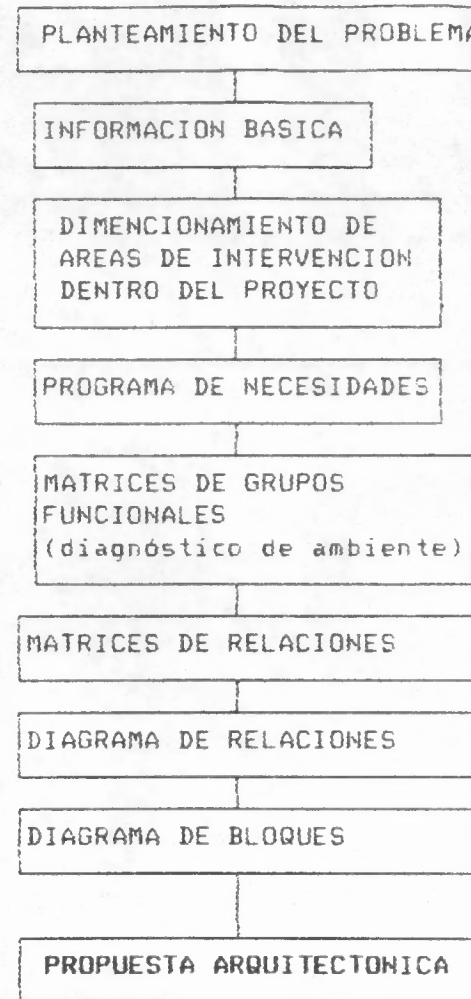 PLANTEAMIENTO DEL PROBLEMA
INFORMACION BASICA
DIMENCIONAMIENTO DE
AREAS DE INTERVENCION
DENTRO DEL PROYECTO
PROGRAMA DE NECESIDADES
MATRICES DE GRUPOS
FUNCIONALES
(diagnóstico de ambiente)
MATRICES DE RELACIONES
DIAGRAMA DE RELACIONES
DIAGRAMA DE BLOQUES
PROPUESTA ARQUITECTONICA